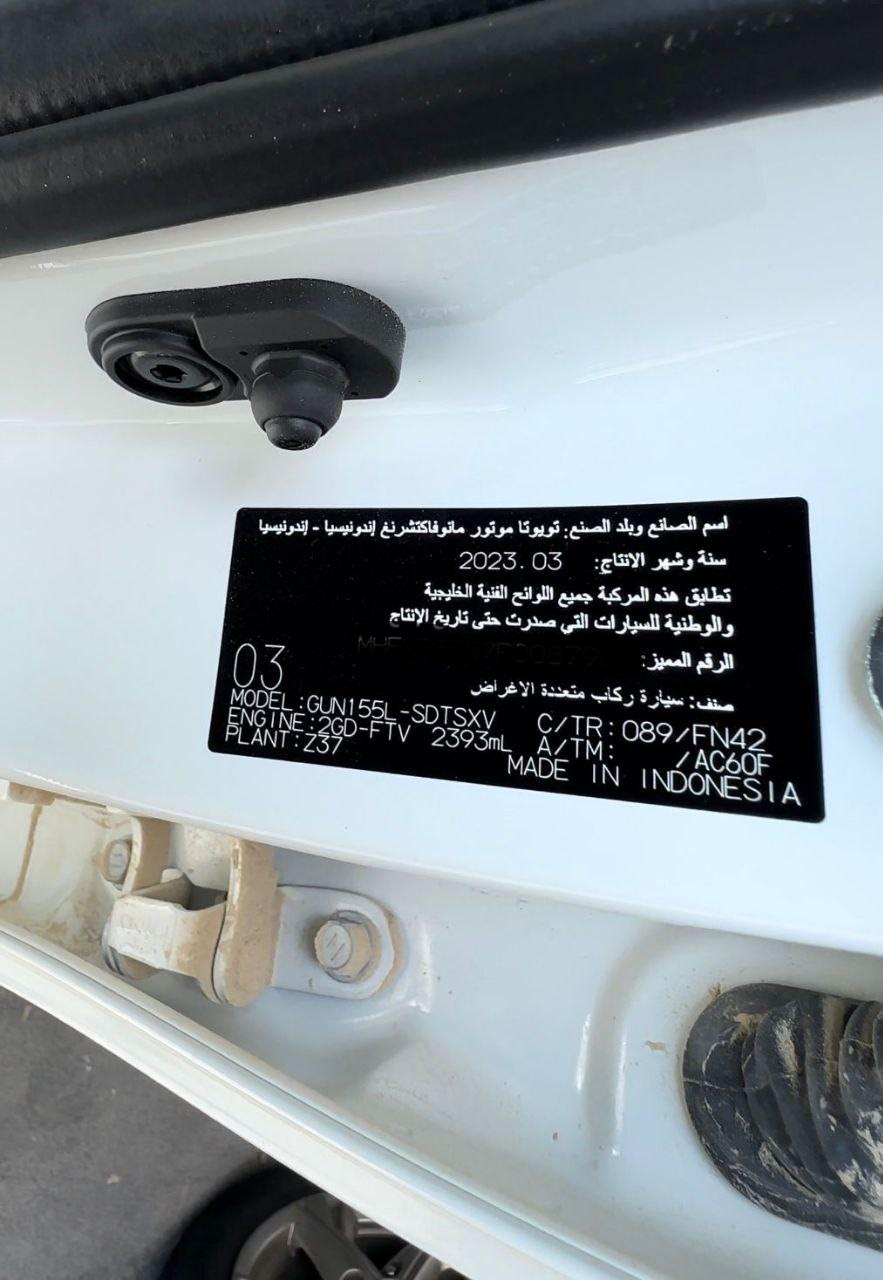 اسم الصانع وبلد الصنع: تويوتا موتور مانوفاكتشرنغ إندونيسيا - إندونيسيا
سنة وشهر الانتاج: 2023.03
تطابق هذه المركبة جميع اللوائح الفنية الخليجية
والوطنية للسيارات التي صدرت حتى تاريخ الإنتاج
الرقم المميز:
صنف: سيارة ركاب متعددة الاغراض
03
MODEL:GUN155L-SDTSXV C/TR:089/FN42
ENGINE:2GD-FTV 2393mL A/TM: /AC60F
PLANT:Z37 MADE IN INDONESIA